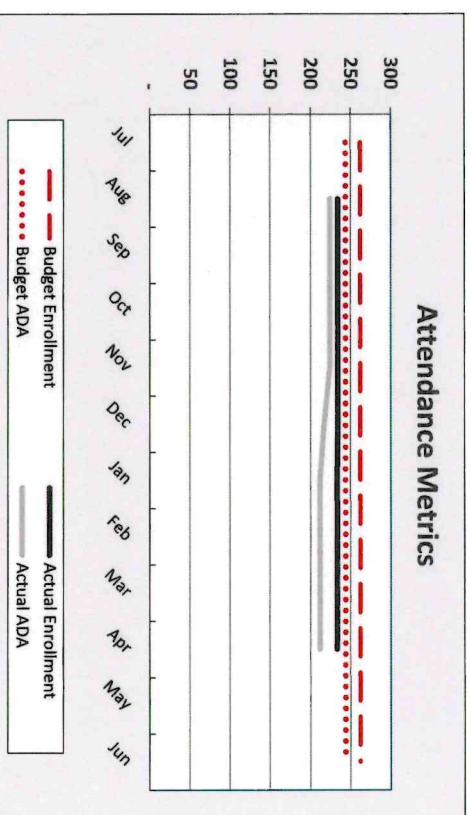 Attendance Metrics
300
250
200
150
100
50
-
Jul Aug Sep Oct Nov Dec Jan Feb Mar Apr May Jun
Budget Enrollment Actual Enrollment
Budget ADA Actual ADA